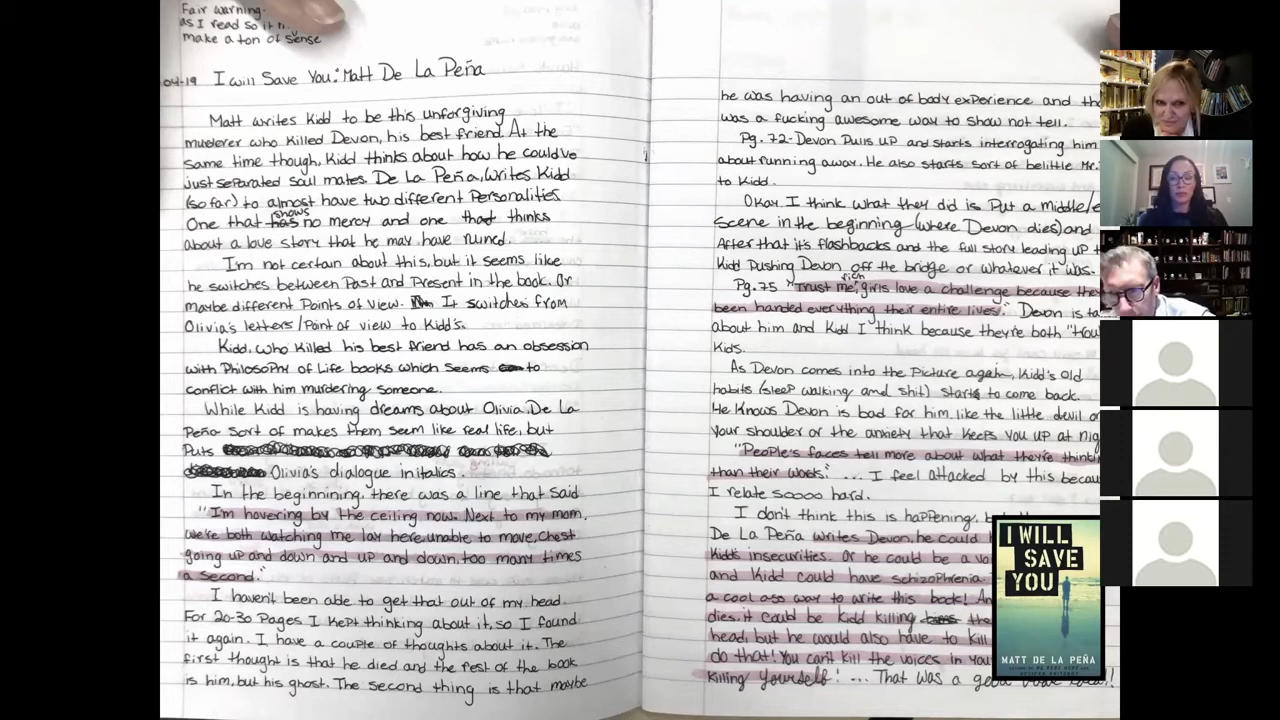 Fair warning-
as I read so it
make a ton of sense
04-19 I will Save You: Matt De La Peña
Matt writes Kidd to be this unforgiving
murderer who killed Devon, his best friend. At the
same time though, Kidd thinks about how he could've
just separated soul mates. De La Peña, writes Kidd
(so far) to almost have two different Personalities
One that shows no mercy and one that thinks
about a love story that he may have ruined.
I'm not certain about this, but it seems like
he switches between Past and Present in the book. Or
maybe different Points of view. It switches from
Olivia's letters/Point of view to Kidd's.
Kidd, who killed his best friend has an obsession
with Philosophy of Life books which seems to
conflict with him murdering someone.
While Kidd is having dreams about Olivia, De La
Peña sort of makes them seem like real life, but
Puts
Olivia's dialogue in italics.
In the beginnining, there was a line that said
"I'm hovering by the ceiling now. Next to my mom,
we're both watching me lay here, unable to move, chest
going up and down and up and down, too many times
a second."
I haven't been able to get that out of my head
For 20-30 Pages I kept thinking about it, so I found
it again. I have a couple of thoughts about it. The
first thought is that he died and the rest of the book
is him, but his ghost. The second thing is that maybe
he was having an out of body experience and
was a fucking awesome way to show not tell.
Pg. 72- Devon Pulls up and starts interrogating him
about running away. He also starts sort of belittle Mr.
to Kidd.
Okay. I think what they did is Put a middle/
Scene in the beginning (where Devon dies) and
After that it's flashbacks and the full story leading up
Kidd Pushing Devon off the bridge or whatever it was.
Pg. 75 "Trust me, rich girls love a challenge because
been handed everything their entire lives." Devon is
about him and Kidd I think because they're both
Kids.
As Devon comes into the Picture again, Kidd's old
habits (sleep walking and shit) starts to come back.
He knows Devon is bad for him, like the little devil
your shoulder or the anxiety that keeps you up at
"People's faces tell more about what they're
than their words." ... I feel attacked by this
I relate soooo hard.
I don't think this is happening,
De La Peña writes Devon, he could
Kidd's insecurities. Or he could be a
and Kidd could have schizophrenia.
a cool ass way to write this book!
dies, it could be Kidd killing
head, but he would also have to kill
do that! You can't kill the voices in
killing yourself! ... That was a
I WILL
SAVE
YOU
MATT DE LA PEÑA